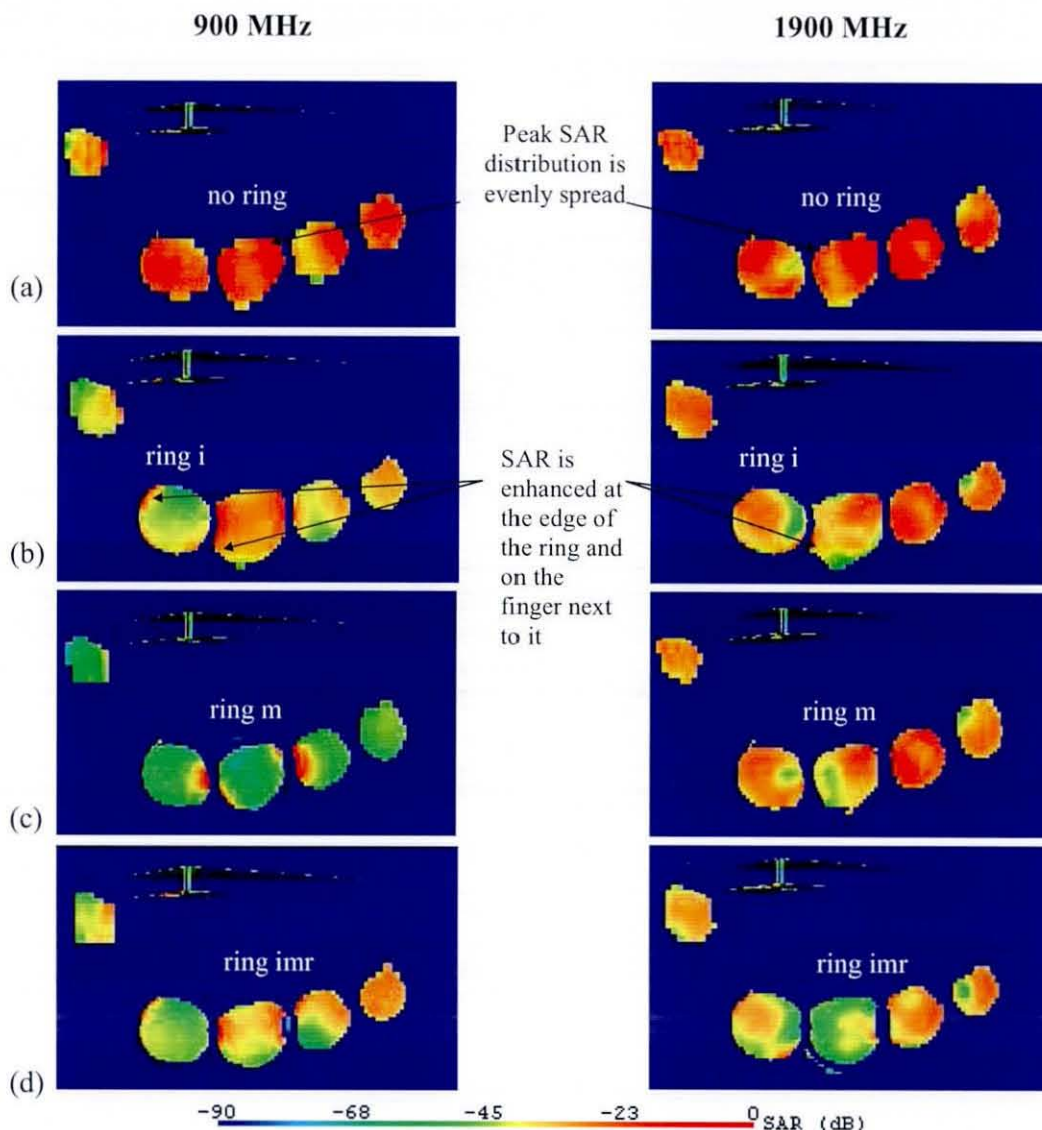 900 MHz
1900 MHz
Peak SAR
distribution is
evenly spread
no ring
no ring
(a)
ring i
SAR is
enhanced at
the edge of
the ring and
on the
finger next
to it
ring i
(b)
ring m
ring m
(c)
ring imr
ring imr
(d)
-90 -68 -45 -23 0 SAR (dB)